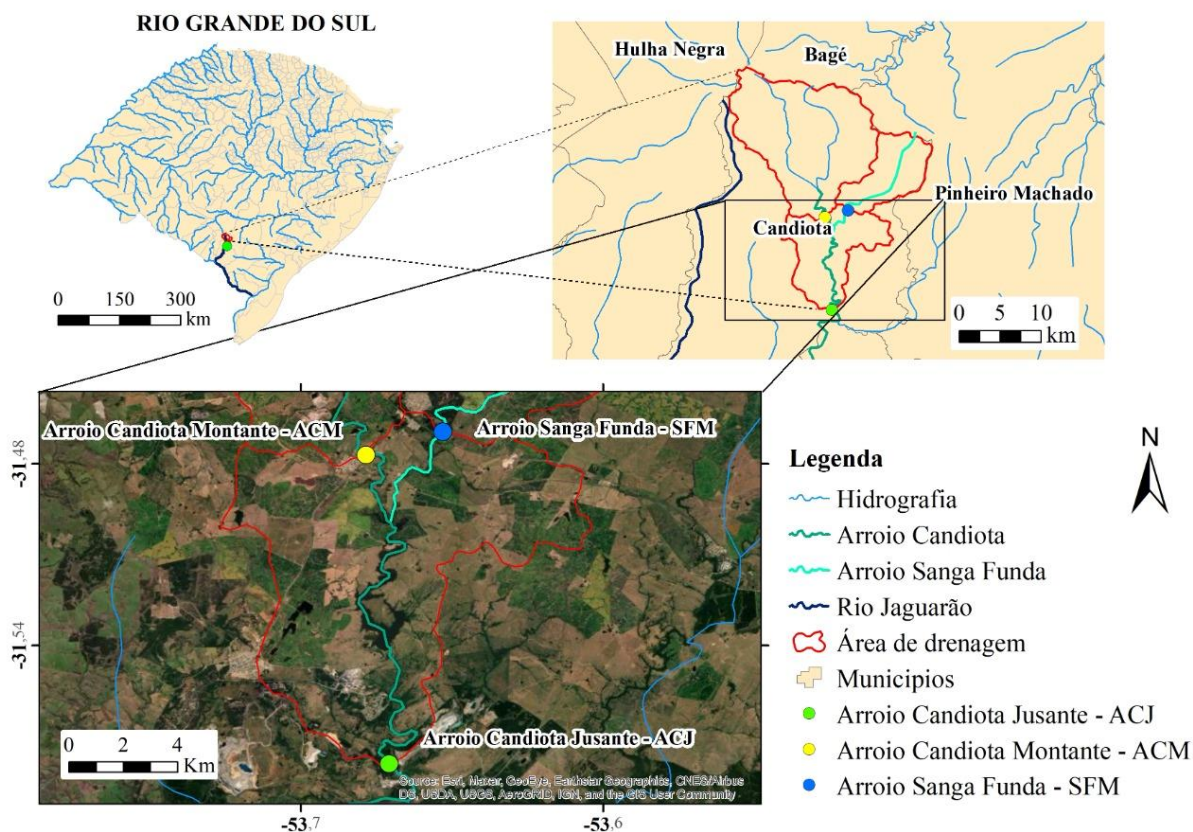 RIO GRANDE DO SUL
0 150 300
km
Hulha Negra
Bagé
Pinheiro Machado
Candiota
0 5 10
km
Arroio Candiota Montante - ACM
Arroio Sanga Funda - SFM
-31,48
-31,54
Arroio Candiota Jusante - ACJ
0 2 4
Km
Source: Esri, Maxar, GeoEye, Earthstar Geographics, CNES/Airbus
DS, USDA, USGS, AeroGRID, IGN, and the GIS User Community
-53,7
-53,6
N
Legenda
Hidrografia
Arroio Candiota
Arroio Sanga Funda
Rio Jaguarão
Área de drenagem
Municipios
Arroio Candiota Jusante - ACJ
Arroio Candiota Montante - ACM
Arroio Sanga Funda - SFM